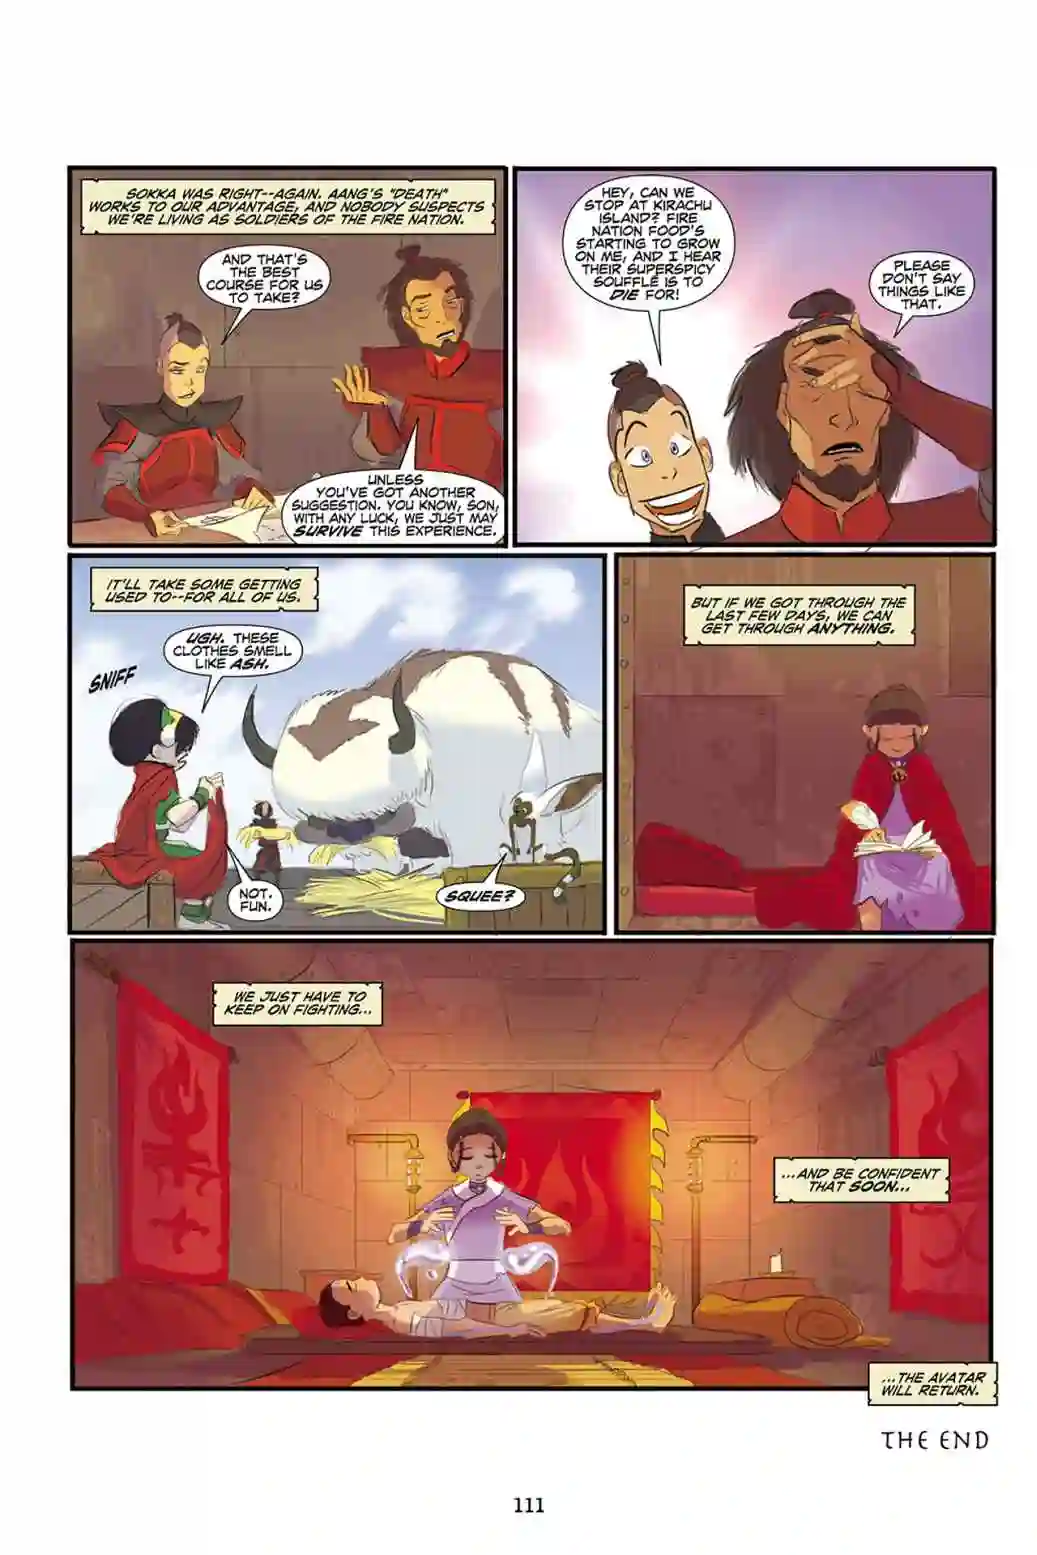 SOKKA WAS RIGHT--AGAIN. AANG'S "DEATH"
WORKS TO OUR ADVANTAGE, AND NOBODY SUSPECTS
WE'RE LIVING AS SOLDIERS OF THE FIRE NATION.
AND THAT'S
THE BEST
COURSE FOR US
TO TAKE?
UNLESS
YOU'VE GOT ANOTHER
SUGGESTION. YOU KNOW, SON,
WITH ANY LUCK, WE JUST MAY
SURVIVE THIS EXPERIENCE.
HEY, CAN WE
STOP AT KIRACHU
ISLAND? FIRE
NATION FOOD'S
STARTING TO GROW
ON ME, AND I HEAR
THEIR SUPERSPICY
SOUFFLÉ IS TO
DIE FOR!
PLEASE
DON'T SAY
THINGS LIKE
THAT.
IT'LL TAKE SOME GETTING
USED TO--FOR ALL OF US.
SNIFF
UGH. THESE
CLOTHES SMELL
LIKE ASH.
NOT.
FUN.
SQUEE?
BUT IF WE GOT THROUGH THE
LAST FEW DAYS, WE CAN
GET THROUGH ANYTHING.
WE JUST HAVE TO
KEEP ON FIGHTING...
...AND BE CONFIDENT
THAT SOON...
...THE AVATAR
WILL RETURN.
THE END
111